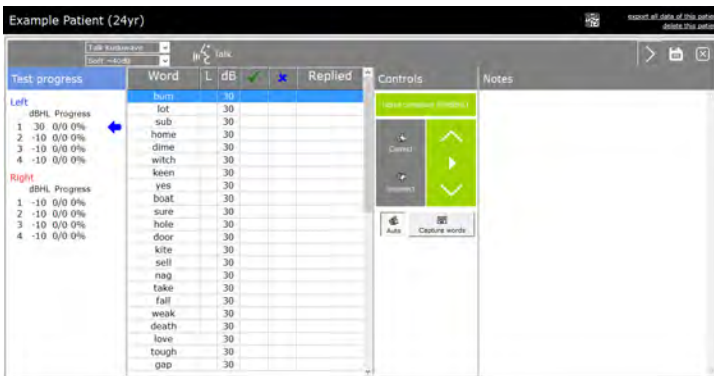 Example Patient (24yr)
export all data of this patient
delete this patient
Talk Kuduwave
Soft ~40dB
Talk
Test progress
Word L dB Replied
Controls
Notes
Left
dBHL Progress
1 30 0/0 0%
2 -10 0/0 0%
3 -10 0/0 0%
4 -10 0/0 0%
Right
dBHL Progress
1 -10 0/0 0%
2 -10 0/0 0%
3 -10 0/0 0%
4 -10 0/0 0%
bum 30
lot 30
sub 30
home 30
dime 30
witch 30
keen 30
yes 30
boat 30
sure 30
hole 30
door 30
kite 30
sell 30
nag 30
take 30
fall 30
weak 30
death 30
love 30
tough 30
gap 30
Correct
Incorrect
Auto
Capture words